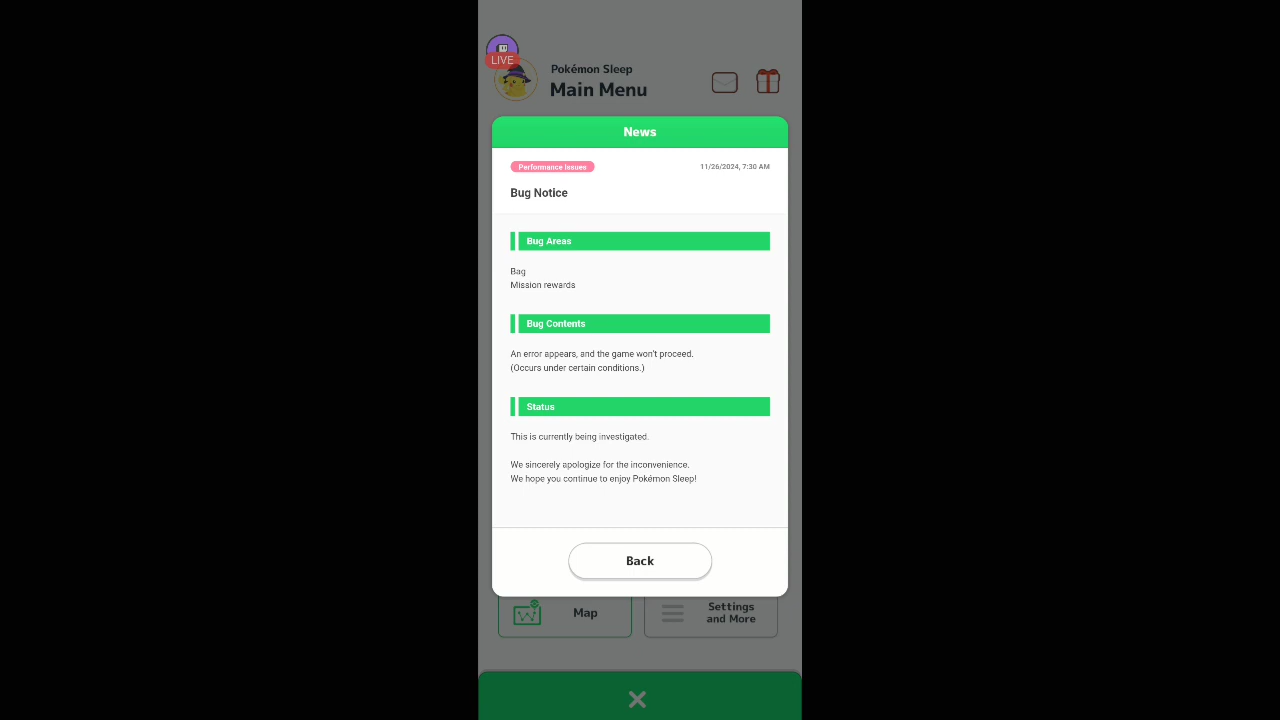 LIVE
Pokémon Sleep
Main Menu
News
Performance Issues
11/26/2024, 7:30 AM
Bug Notice
Bug Areas
Bag
Mission rewards
Bug Contents
An error appears, and the game won't proceed.
(Occurs under certain conditions.)
Status
This is currently being investigated.
We sincerely apologize for the inconvenience.
We hope you continue to enjoy Pokémon Sleep!
Back
Map
Settings
and More